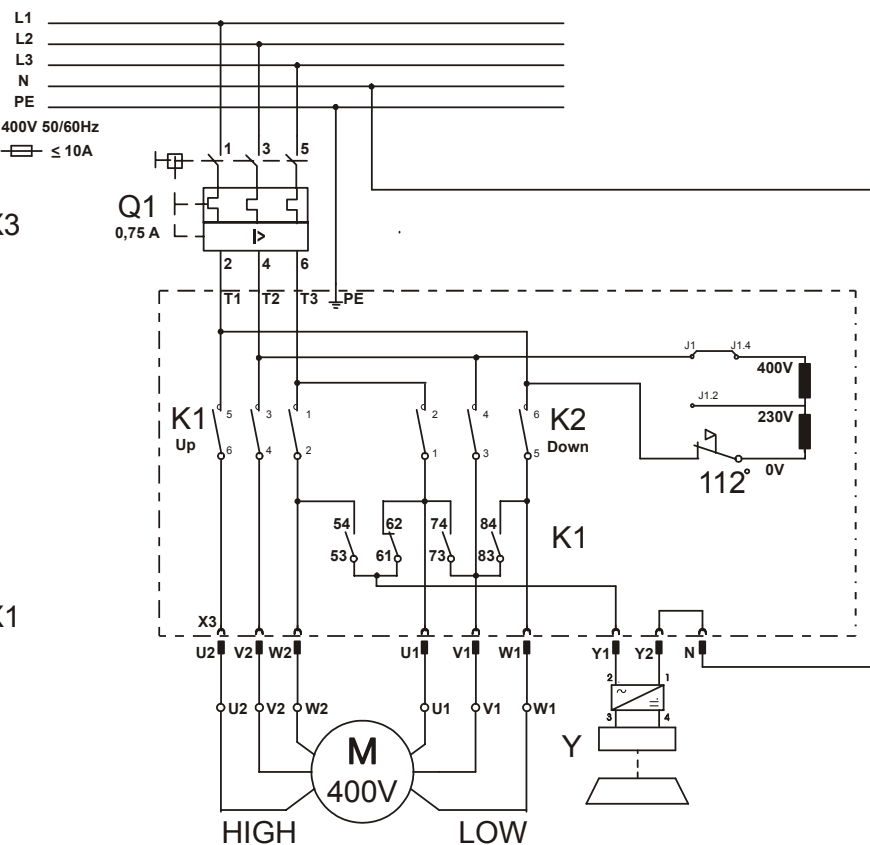 L1
L2
L3
N
PE
400V 50/60Hz
≤ 10A
1 3 5
X3
Q1
0,75 A
I>
2 4 6
T1 T2 T3 PE
J1 J1.4
400V
J1.2
230V
K1 5 3 1 2 4 6 K2
Up 6 4 2 1 3 5 Down
112° 0V
54 62 74 84
K1
53 61 73 83
X1
X3
U2 V2 W2 U1 V1 W1 Y1 Y2 N
2 1
~
3 4
U2 V2 W2 U1 V1 W1
M
Y
400V
HIGH LOW